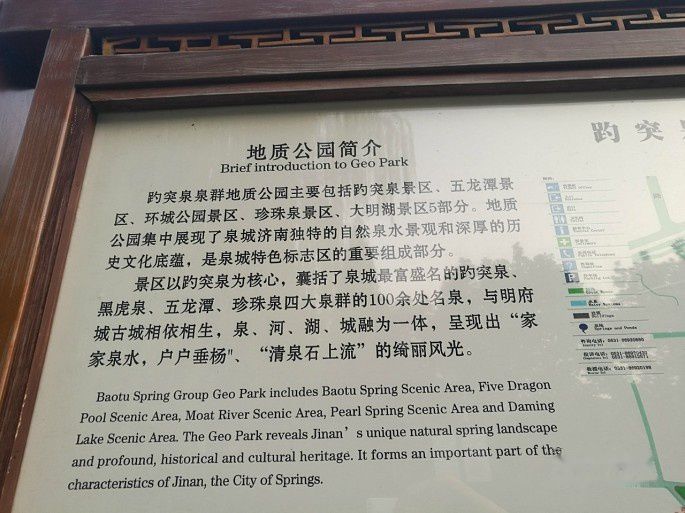 地质公园简介
Brief introduction to Geo Park
趵突泉泉群地质公园主要包括趵突泉景区、五龙潭景
区、环城公园景区、珍珠泉景区、大明湖景区5部分。地质
公园集中展现了泉城济南独特的自然泉水景观和深厚的历
史文化底蕴，是泉城特色标志区的重要组成部分。
景区以趵突泉为核心，囊括了泉城最富盛名的趵突泉、
黑虎泉、五龙潭、珍珠泉四大泉群的100余处名泉，与明府
城古城相依相生，泉、河、湖、城融为一体，呈现出“家
家泉水，户户垂杨"、“清泉石上流”的绮丽风光。
Baotu Spring Group Geo Park includes Baotu Spring Scenic Area, Five Dragon
Pool Scenic Area, Moat River Scenic Area, Pearl Spring Scenic Area and Daming
Lake Scenic Area. The Geo Park reveals Jinan’s unique natural spring landscape
and profound, historical and cultural heritage. It forms an important part of the
characteristics of Jinan, the City of Springs.
趵突
Springs and Ponds